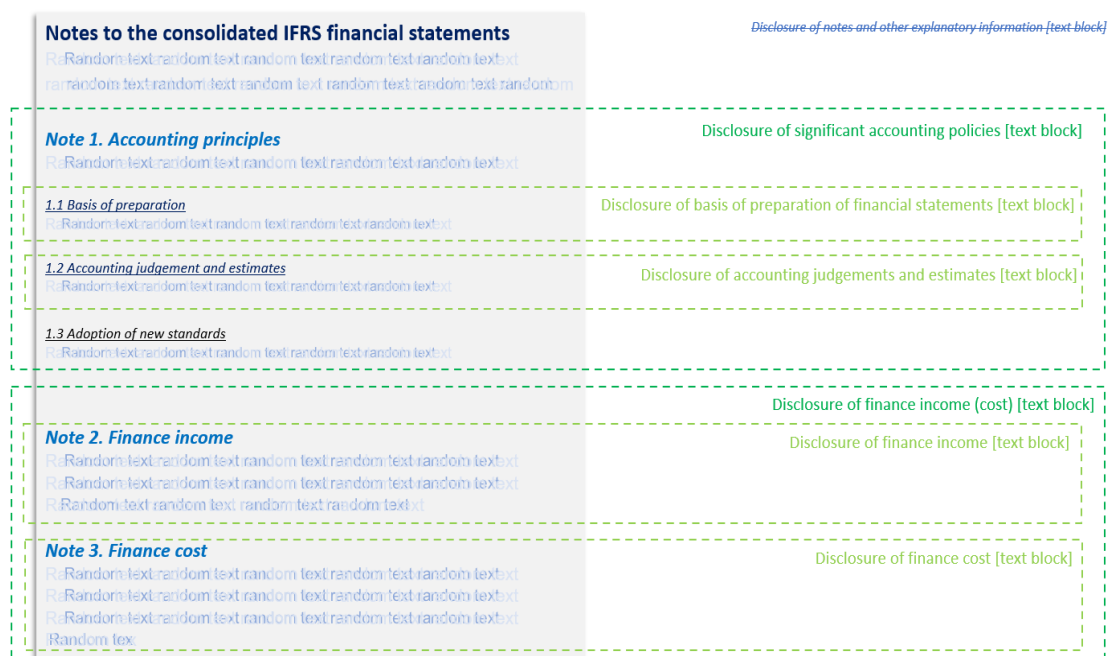 Notes to the consolidated IFRS financial statements
Disclosure of notes and other explanatory information [text block]
Random text random text random text random text random text
random text random text random text random text random text random
Disclosure of significant accounting policies [text block]
Note 1. Accounting principles
Random text random text random text random text random text
1.1 Basis of preparation
Disclosure of basis of preparation of financial statements [text block]
Random text random text random text random text random text
1.2 Accounting judgement and estimates
Disclosure of accounting judgements and estimates [text block]
Random text random text random text random text random text
1.3 Adoption of new standards
Random text random text random text random text random text
Disclosure of finance income (cost) [text block]
Note 2. Finance income
Disclosure of finance income [text block]
Random text random text random text random text random text
Random text random text random text random text random text
Random text random text random text
Note 3. Finance cost
Disclosure of finance cost [text block]
Random text random text random text random text random text
Random text random text random text random text random text
Random text random text random text random text random text
Random tex